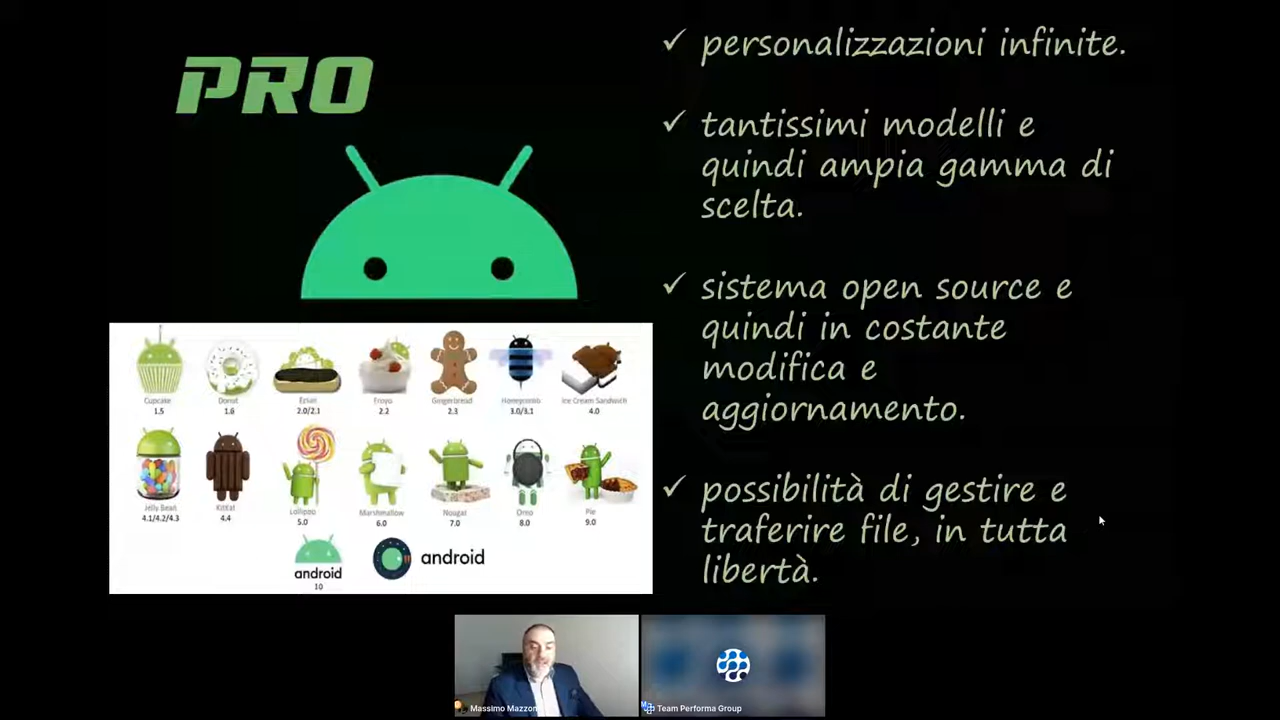 PRO
✓ personalizzazioni infinite.
✓ tantissimi modelli e
quindi ampia gamma di
scelta.
✓ sistema open source e
quindi in costante
modifica e
aggiornamento.
✓ possibilità di gestire e
traferire file, in tutta
libertà.
Cupcake Donut Eclair Froyo Gingerbread Honeycomb Ice Cream Sandwich
1.5 1.6 2.0/2.1 2.2 2.3 3.0/3.1 4.0
Jelly Bean KitKat Lollipop Marshmallow Nougat Oreo Pie
4.1/4.2/4.3 4.4 5.0 6.0 7.0 8.0 9.0
android
10
android
Massimo Mazzon
Team Performa Group